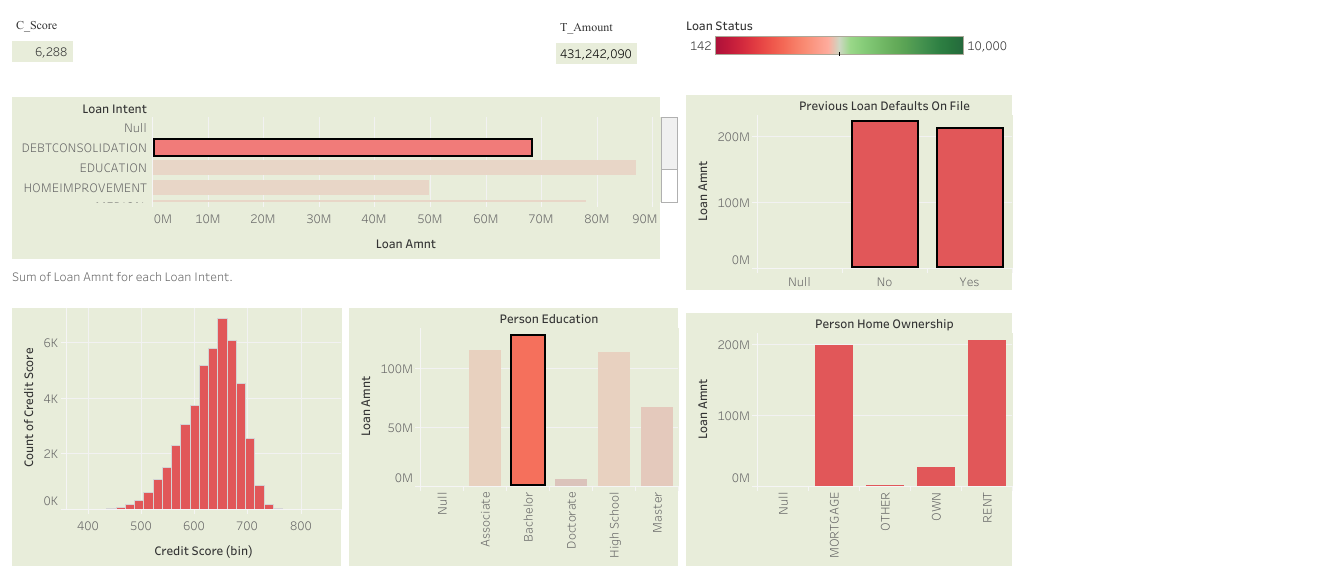 C_Score
6,288
T_Amount
431,242,090
Loan Status
142
10,000
Loan Intent
Null
DEBTCONSOLIDATION
EDUCATION
HOMEIMPROVEMENT
0M 10M 20M 30M 40M 50M 60M 70M 80M 90M
Loan Amnt
Sum of Loan Amnt for each Loan Intent.
Previous Loan Defaults On File
Loan Amnt
200M
100M
0M
Null No Yes
Count of Credit Score
6K
4K
2K
0K
400 500 600 700 800
Credit Score (bin)
Person Education
Loan Amnt
100M
50M
0M
Null
Associate
Bachelor
Doctorate
High School
Master
Person Home Ownership
Loan Amnt
200M
100M
0M
Null
MORTGAGE
OTHER
OWN
RENT